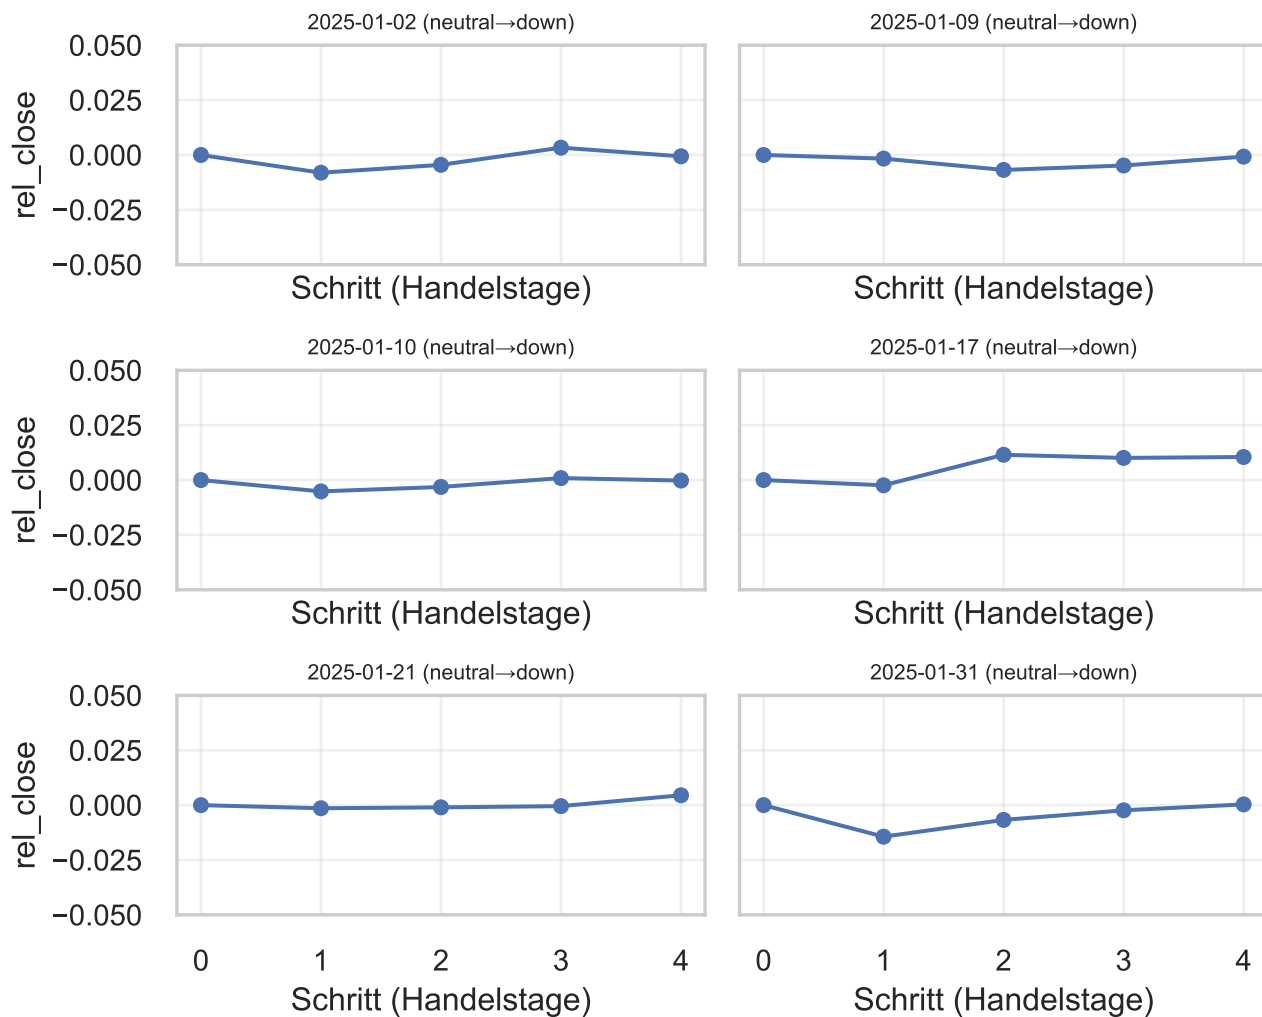 2025-01-02 (neutral→down)
2025-01-09 (neutral→down)
0.050
0.025
0.000
−0.025
−0.050
rel_close
Schritt (Handelstage)
Schritt (Handelstage)
2025-01-10 (neutral→down)
2025-01-17 (neutral→down)
0.050
0.025
0.000
−0.025
−0.050
rel_close
Schritt (Handelstage)
Schritt (Handelstage)
2025-01-21 (neutral→down)
2025-01-31 (neutral→down)
0.050
0.025
0.000
−0.025
−0.050
rel_close
0 1 2 3 4
0 1 2 3 4
Schritt (Handelstage)
Schritt (Handelstage)